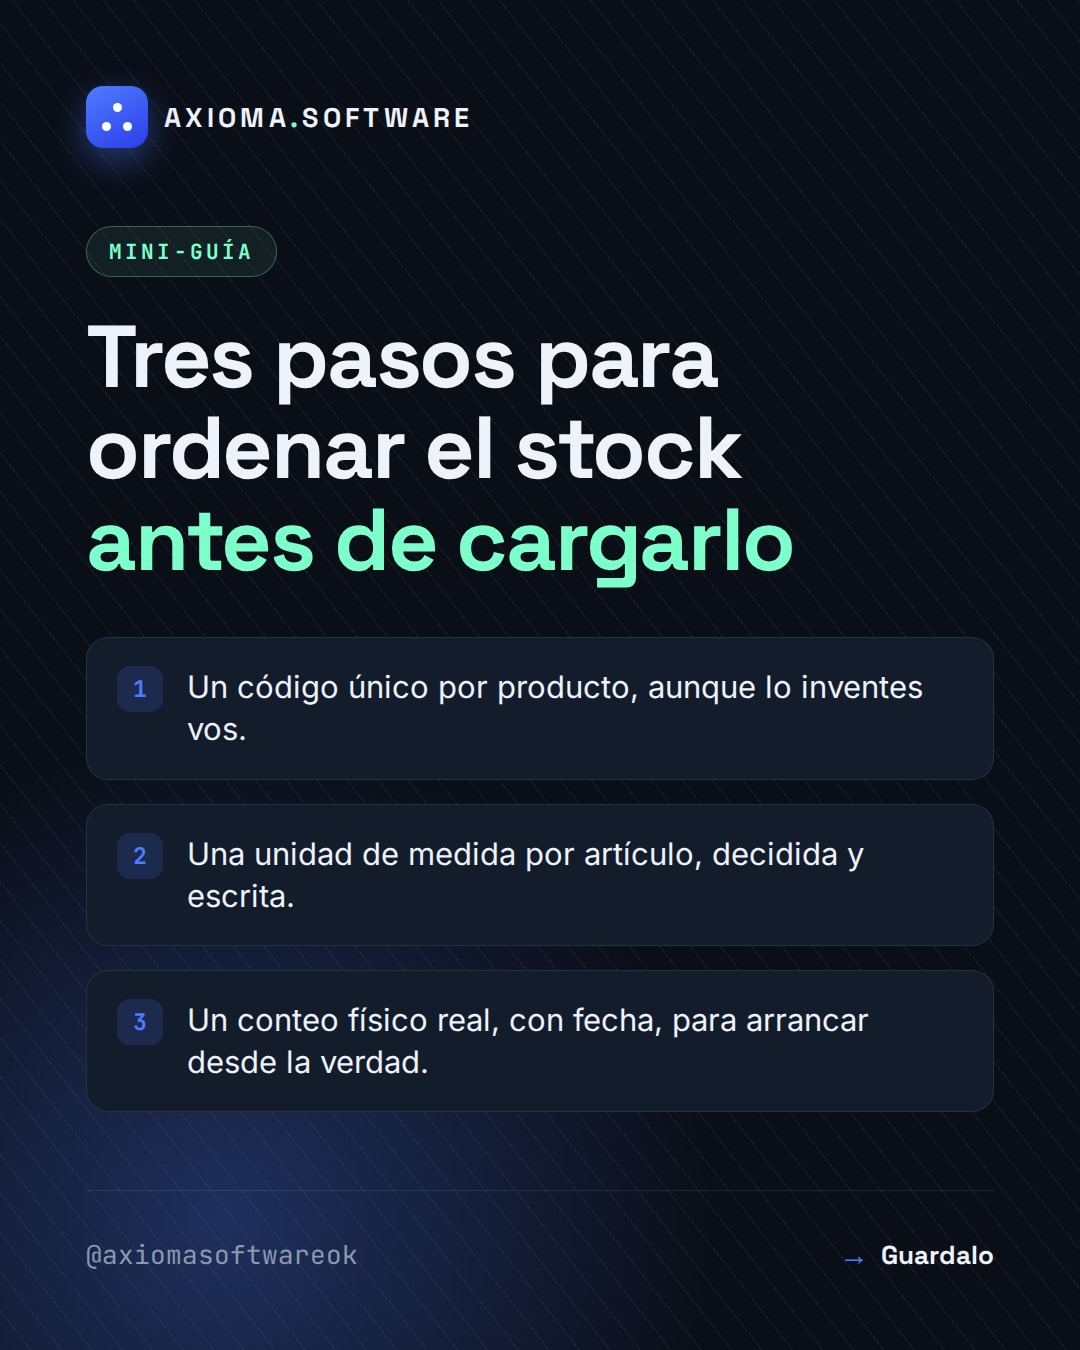 AXIOMA.SOFTWARE
MINI-GUÍA
Tres pasos para
ordenar el stock
antes de cargarlo
1 Un código único por producto, aunque lo inventes
vos.
2 Una unidad de medida por artículo, decidida y
escrita.
3 Un conteo físico real, con fecha, para arrancar
desde la verdad.
@axiomasoftwareok → Guardalo